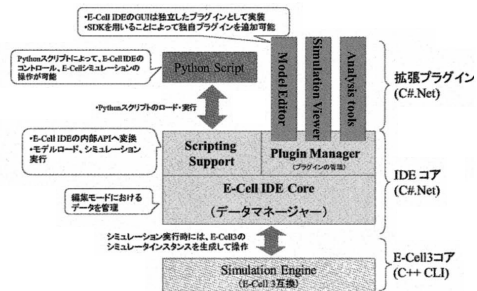 ・E-Cell IDEのGUIは独立したプラグインとして実装
・SDKを用いることによって独自プラグインを追加可能
Pythonスクリプトによって、E-Cell IDEの
コントロール、E-Cellシミュレーションの
操作が可能
Python Script
Model Editor
Simulation Viewer
Analysis tools
拡張プラグイン
(C#.Net)
・Pythonスクリプトのロード・実行
・E-Cell IDEの内部APIへ変換
・モデルロード、シミュレーション
実行
Scripting
Support
Plugin Manager
(プラグインの管理)
IDE コア
(C#.Net)
編集モードにおける
データを管理
E-Cell IDE Core
(データマネージャー)
シミュレーション実行時には、E-Cell3の
シミュレータインスタンスを生成して操作
E-Cell3コア
(C++ CLI)
Simulation Engine
(E-Cell 3互換)